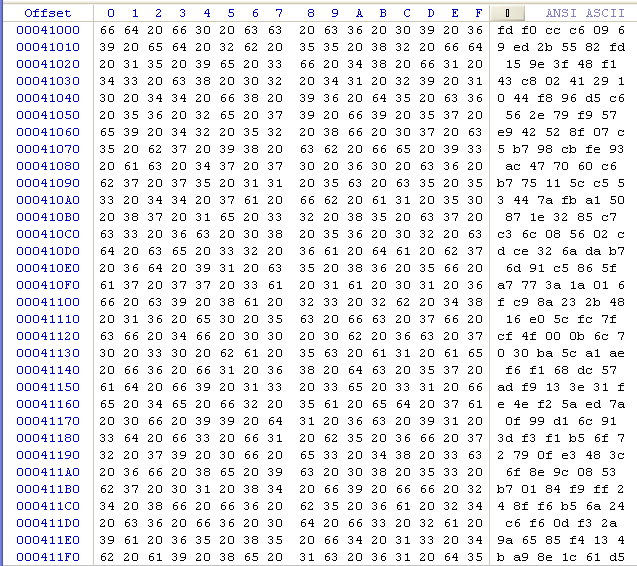 Offset 0 1 2 3 4 5 6 7 8 9 A B C D E F ANSI ASCII
00041000 66 64 20 66 30 20 63 63 20 63 36 20 30 39 20 36 fd f0 cc c6 09 6
00041010 39 20 65 64 20 32 62 20 35 35 20 38 32 20 66 64 9 ed 2b 55 82 fd
00041020 20 31 35 20 39 65 20 33 66 20 34 38 20 66 31 20 15 9e 3f 48 f1
00041030 34 33 20 63 38 20 30 32 20 34 31 20 32 39 20 31 43 c8 02 41 29 1
00041040 30 20 34 34 20 66 38 20 39 36 20 64 35 20 63 36 0 44 f8 96 d5 c6
00041050 20 35 36 20 32 65 20 37 39 20 66 39 20 35 37 20 56 2e 79 f9 57
00041060 65 39 20 34 32 20 35 32 20 38 66 20 30 37 20 63 e9 42 52 8f 07 c
00041070 35 20 62 37 20 39 38 20 63 62 20 66 65 20 39 33 5 b7 98 cb fe 93
00041080 20 61 63 20 34 37 20 37 30 20 36 30 20 63 36 20 ac 47 70 60 c6
00041090 62 37 20 37 35 20 31 31 20 35 63 20 63 35 20 35 b7 75 11 5c c5 5
000410A0 33 20 34 34 20 37 61 20 66 62 20 61 31 20 35 30 3 44 7a fb a1 50
000410B0 20 38 37 20 31 65 20 33 32 20 38 35 20 63 37 20 87 1e 32 85 c7
000410C0 63 33 20 36 63 20 30 38 20 35 36 20 30 32 20 63 c3 6c 08 56 02 c
000410D0 64 20 63 65 20 33 32 20 36 61 20 64 61 20 62 37 d ce 32 6a da b7
000410E0 20 36 64 20 39 31 20 63 35 20 38 36 20 35 66 20 6d 91 c5 86 5f
000410F0 61 37 20 37 37 20 33 61 20 31 61 20 30 31 20 36 a7 77 3a 1a 01 6
00041100 66 20 63 39 20 38 61 20 32 33 20 32 62 20 34 38 f c9 8a 23 2b 48
00041110 20 31 36 20 65 30 20 35 63 20 66 63 20 37 66 20 16 e0 5c fc 7f
00041120 63 66 20 34 66 20 30 30 20 30 62 20 36 63 20 37 cf 4f 00 0b 6c 7
00041130 30 20 33 30 20 62 61 20 35 63 20 61 31 20 61 65 0 30 ba 5c a1 ae
00041140 20 66 36 20 66 31 20 36 38 20 64 63 20 35 37 20 f6 f1 68 dc 57
00041150 61 64 20 66 39 20 31 33 20 33 65 20 33 31 20 66 ad f9 13 3e 31 f
00041160 65 20 34 65 20 66 32 20 35 61 20 65 64 20 37 61 e 4e f2 5a ed 7a
00041170 20 30 66 20 39 39 20 64 31 20 36 63 20 39 31 20 0f 99 d1 6c 91
00041180 33 64 20 66 33 20 66 31 20 62 35 20 36 66 20 37 3d f3 f1 b5 6f 7
00041190 32 20 37 39 20 30 66 20 65 33 20 34 38 20 33 63 2 79 0f e3 48 3c
000411A0 20 36 66 20 38 65 20 39 63 20 30 38 20 35 33 20 6f 8e 9c 08 53
000411B0 62 37 20 30 31 20 38 34 20 66 39 20 66 66 20 32 b7 01 84 f9 ff 2
000411C0 34 20 38 66 20 66 36 20 62 35 20 36 61 20 32 34 4 8f f6 b5 6a 24
000411D0 20 63 36 20 66 36 20 30 64 20 66 33 20 32 61 20 c6 f6 0d f3 2a
000411E0 39 61 20 36 35 20 38 35 20 66 34 20 31 33 20 34 9a 65 85 f4 13 4
000411F0 62 20 61 39 20 38 65 20 31 63 20 36 31 20 64 35 b a9 8e 1c 61 d5